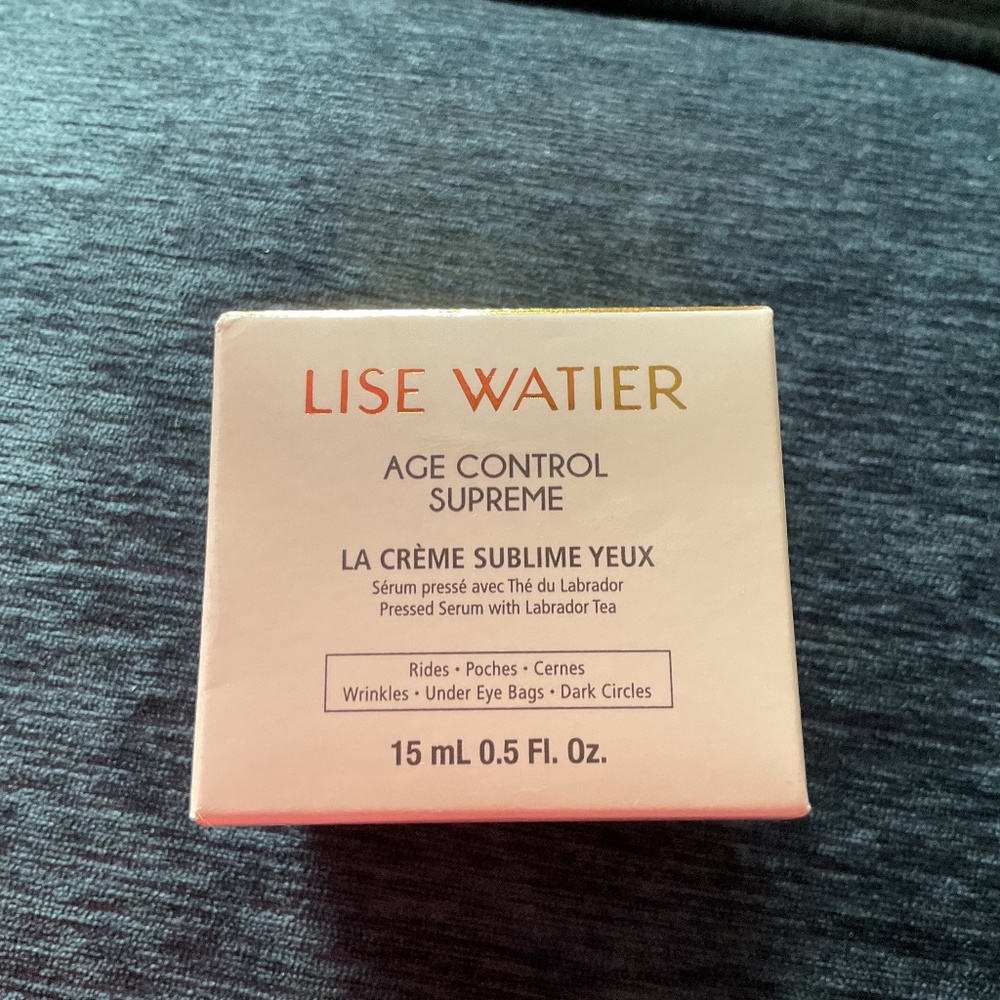 LISE WATIER
AGE CONTROL
SUPREME
LA CRÈME SUBLIME YEUX
Sérum pressé avec Thé du Labrador
Pressed Serum with Labrador Tea
Rides • Poches • Cernes
Wrinkles • Under Eye Bags • Dark Circles
15 mL 0.5 Fl. Oz.